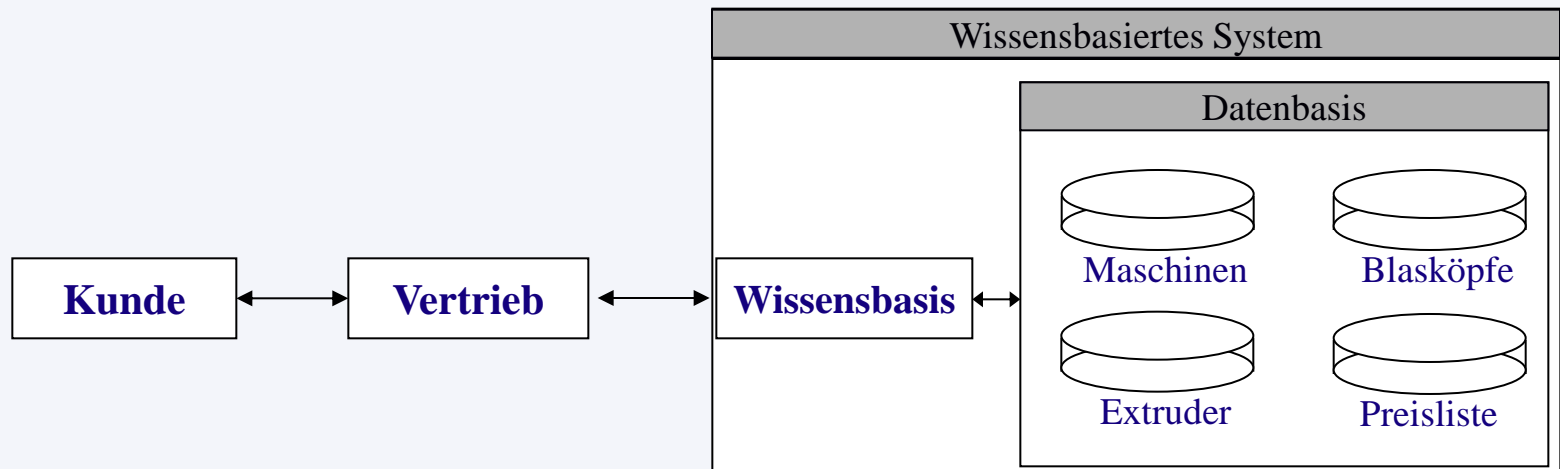 Wissensbasiertes System
Datenbasis
Maschinen
Blasköpfe
Kunde
Vertrieb
Wissensbasis
Extruder
Preisliste